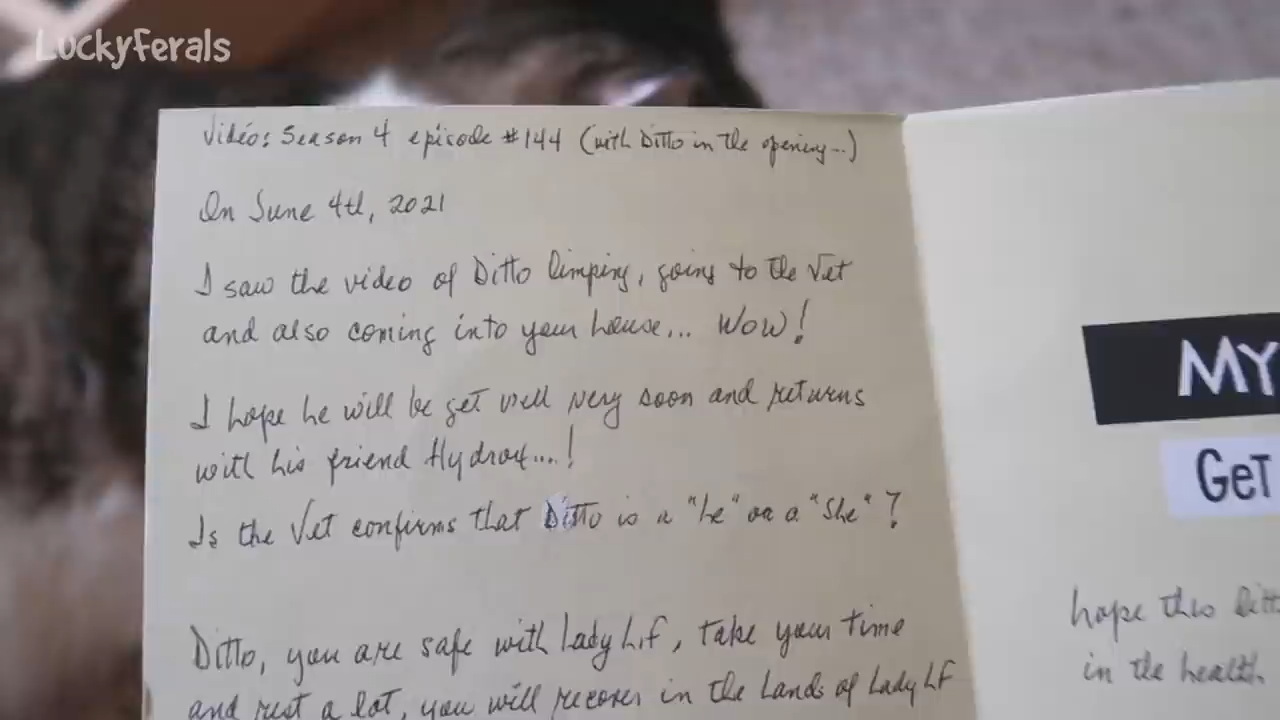 LuckyFerals
Vidéo: Season 4 episode #144 (with Ditto in the opening...)
On June 4th, 2021
I saw the video of Ditto limping, going to the Vet
and also coming into your house... WOW!
I hope he will be get well very soon and returns
with his friend Hydrox....!
Is the Vet confirms that Ditto is a "he" or a "she" ?
Ditto, you are safe with Lady L.F, take your time
and rest a lot, you will recover in the Lands of Lady LF
MY
GeT
hope this Ditt
in the health.